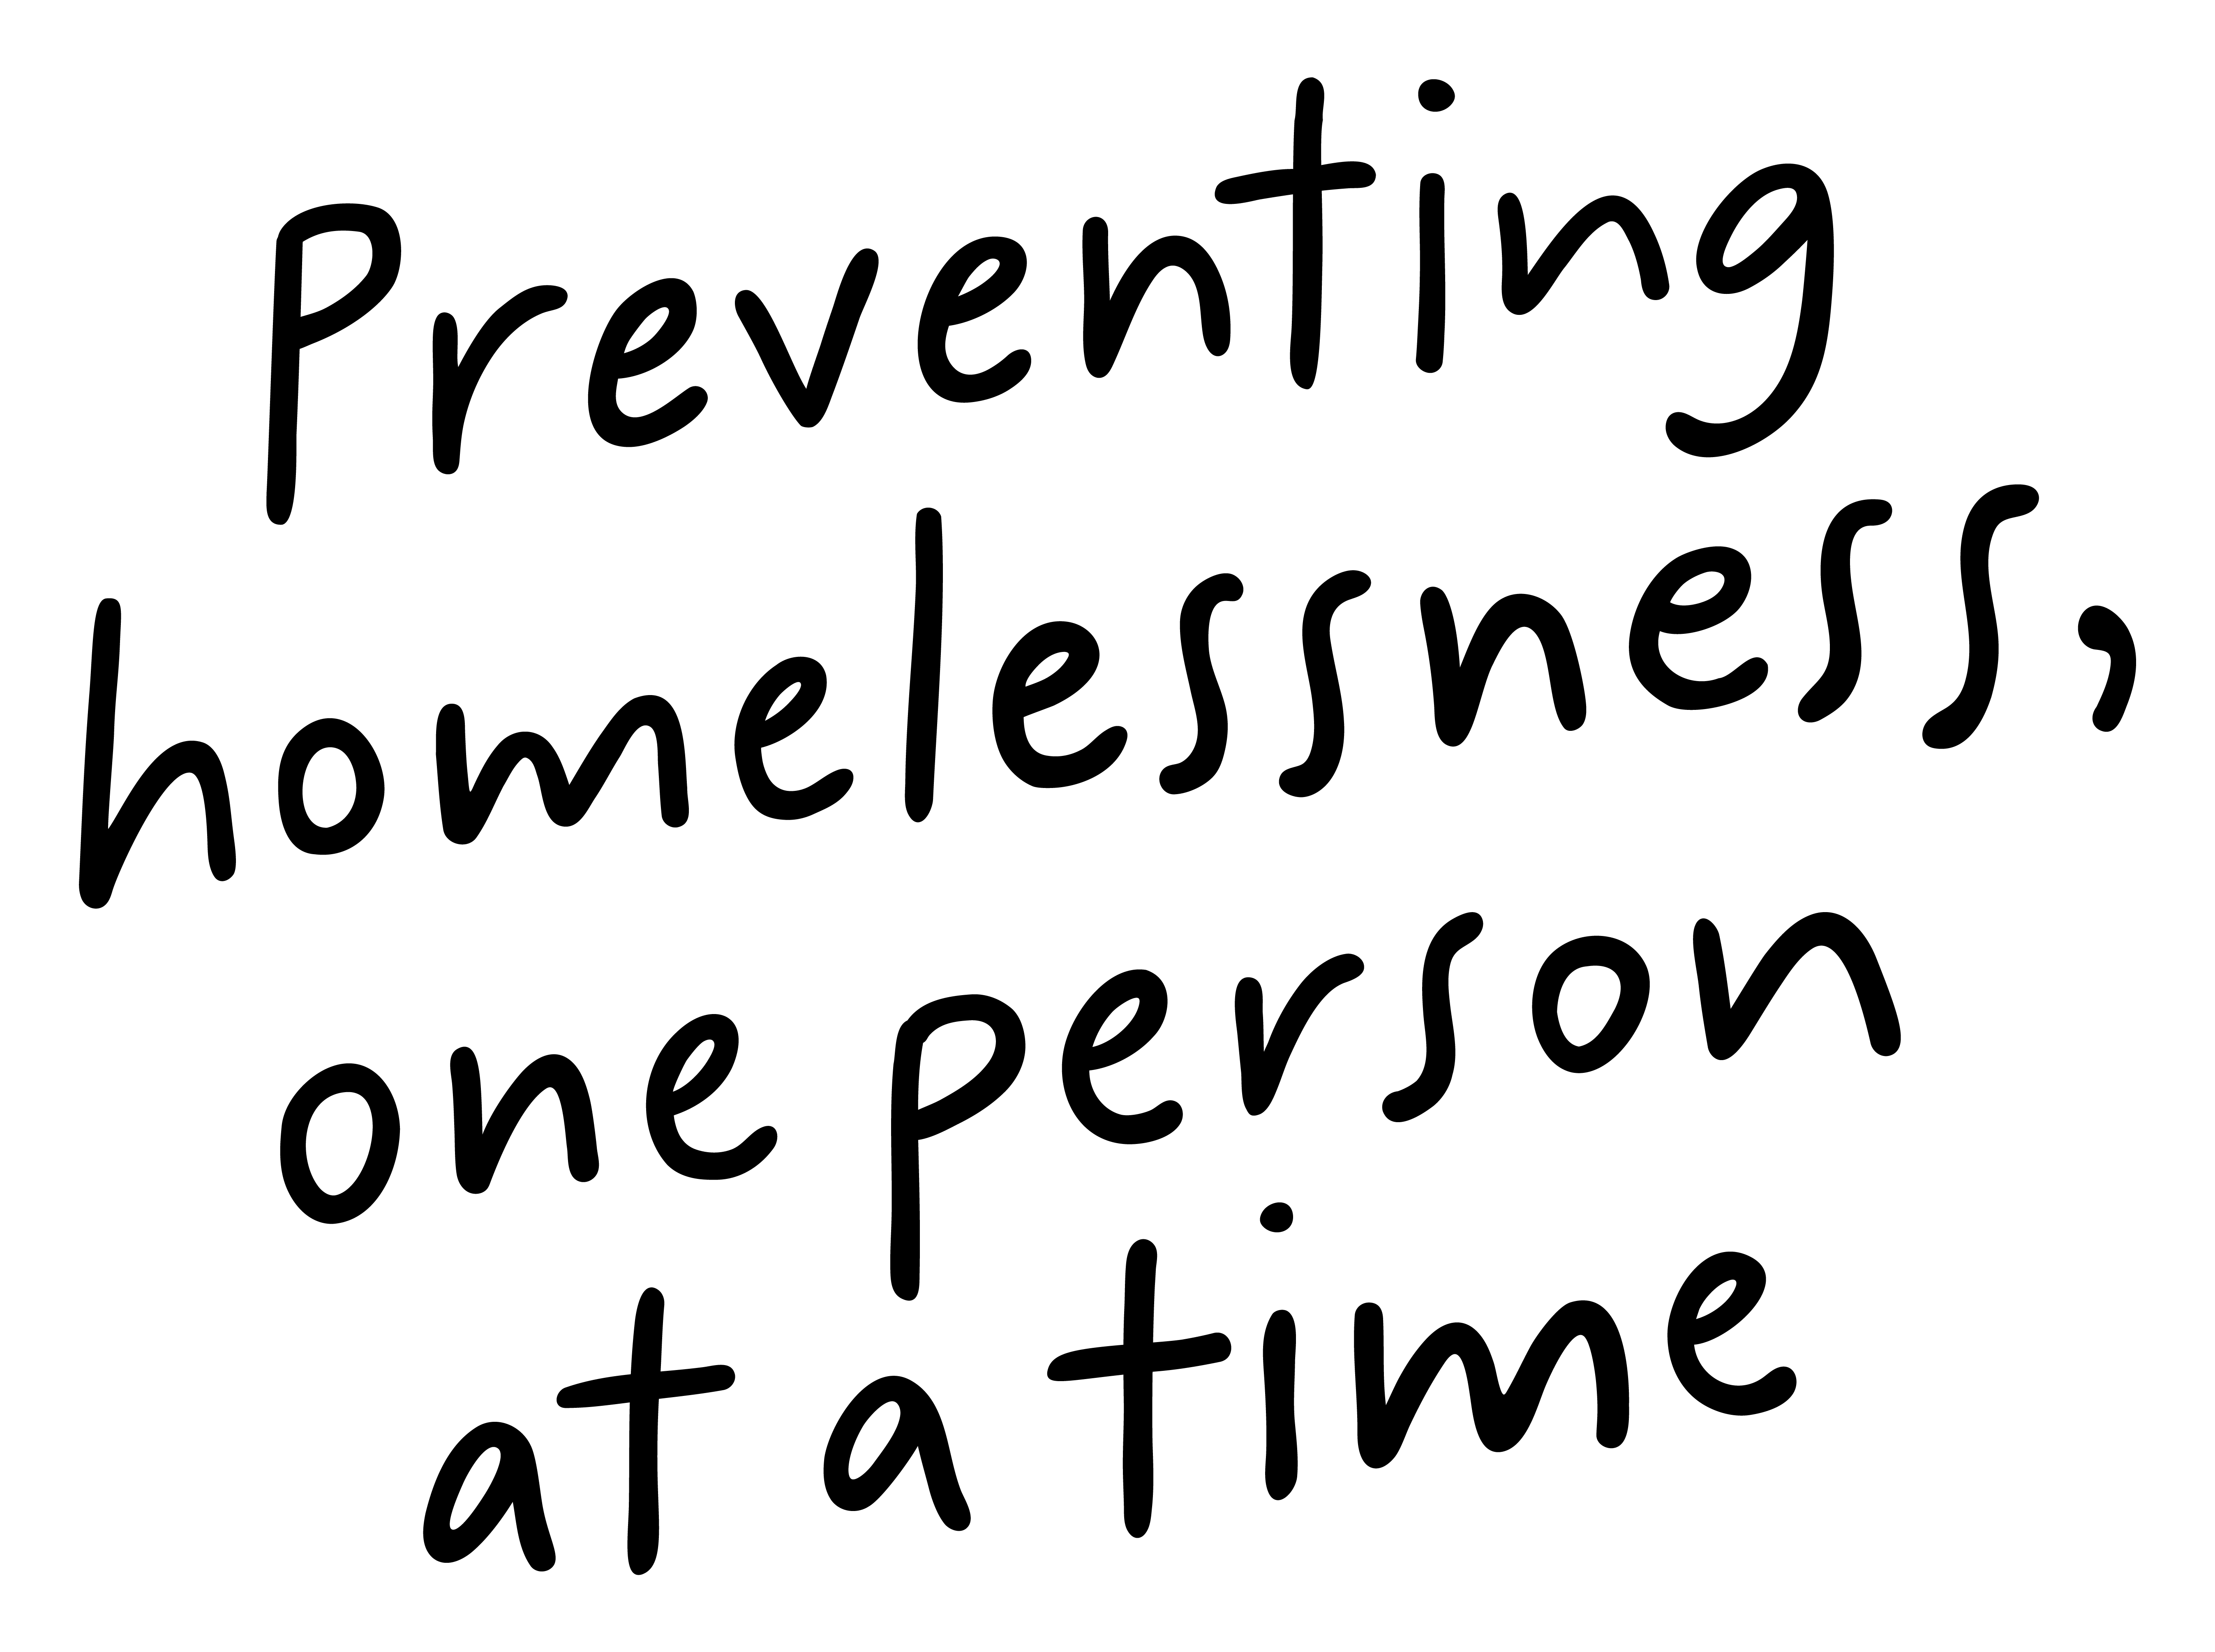 Preventing
homelessness,
one person
at a time